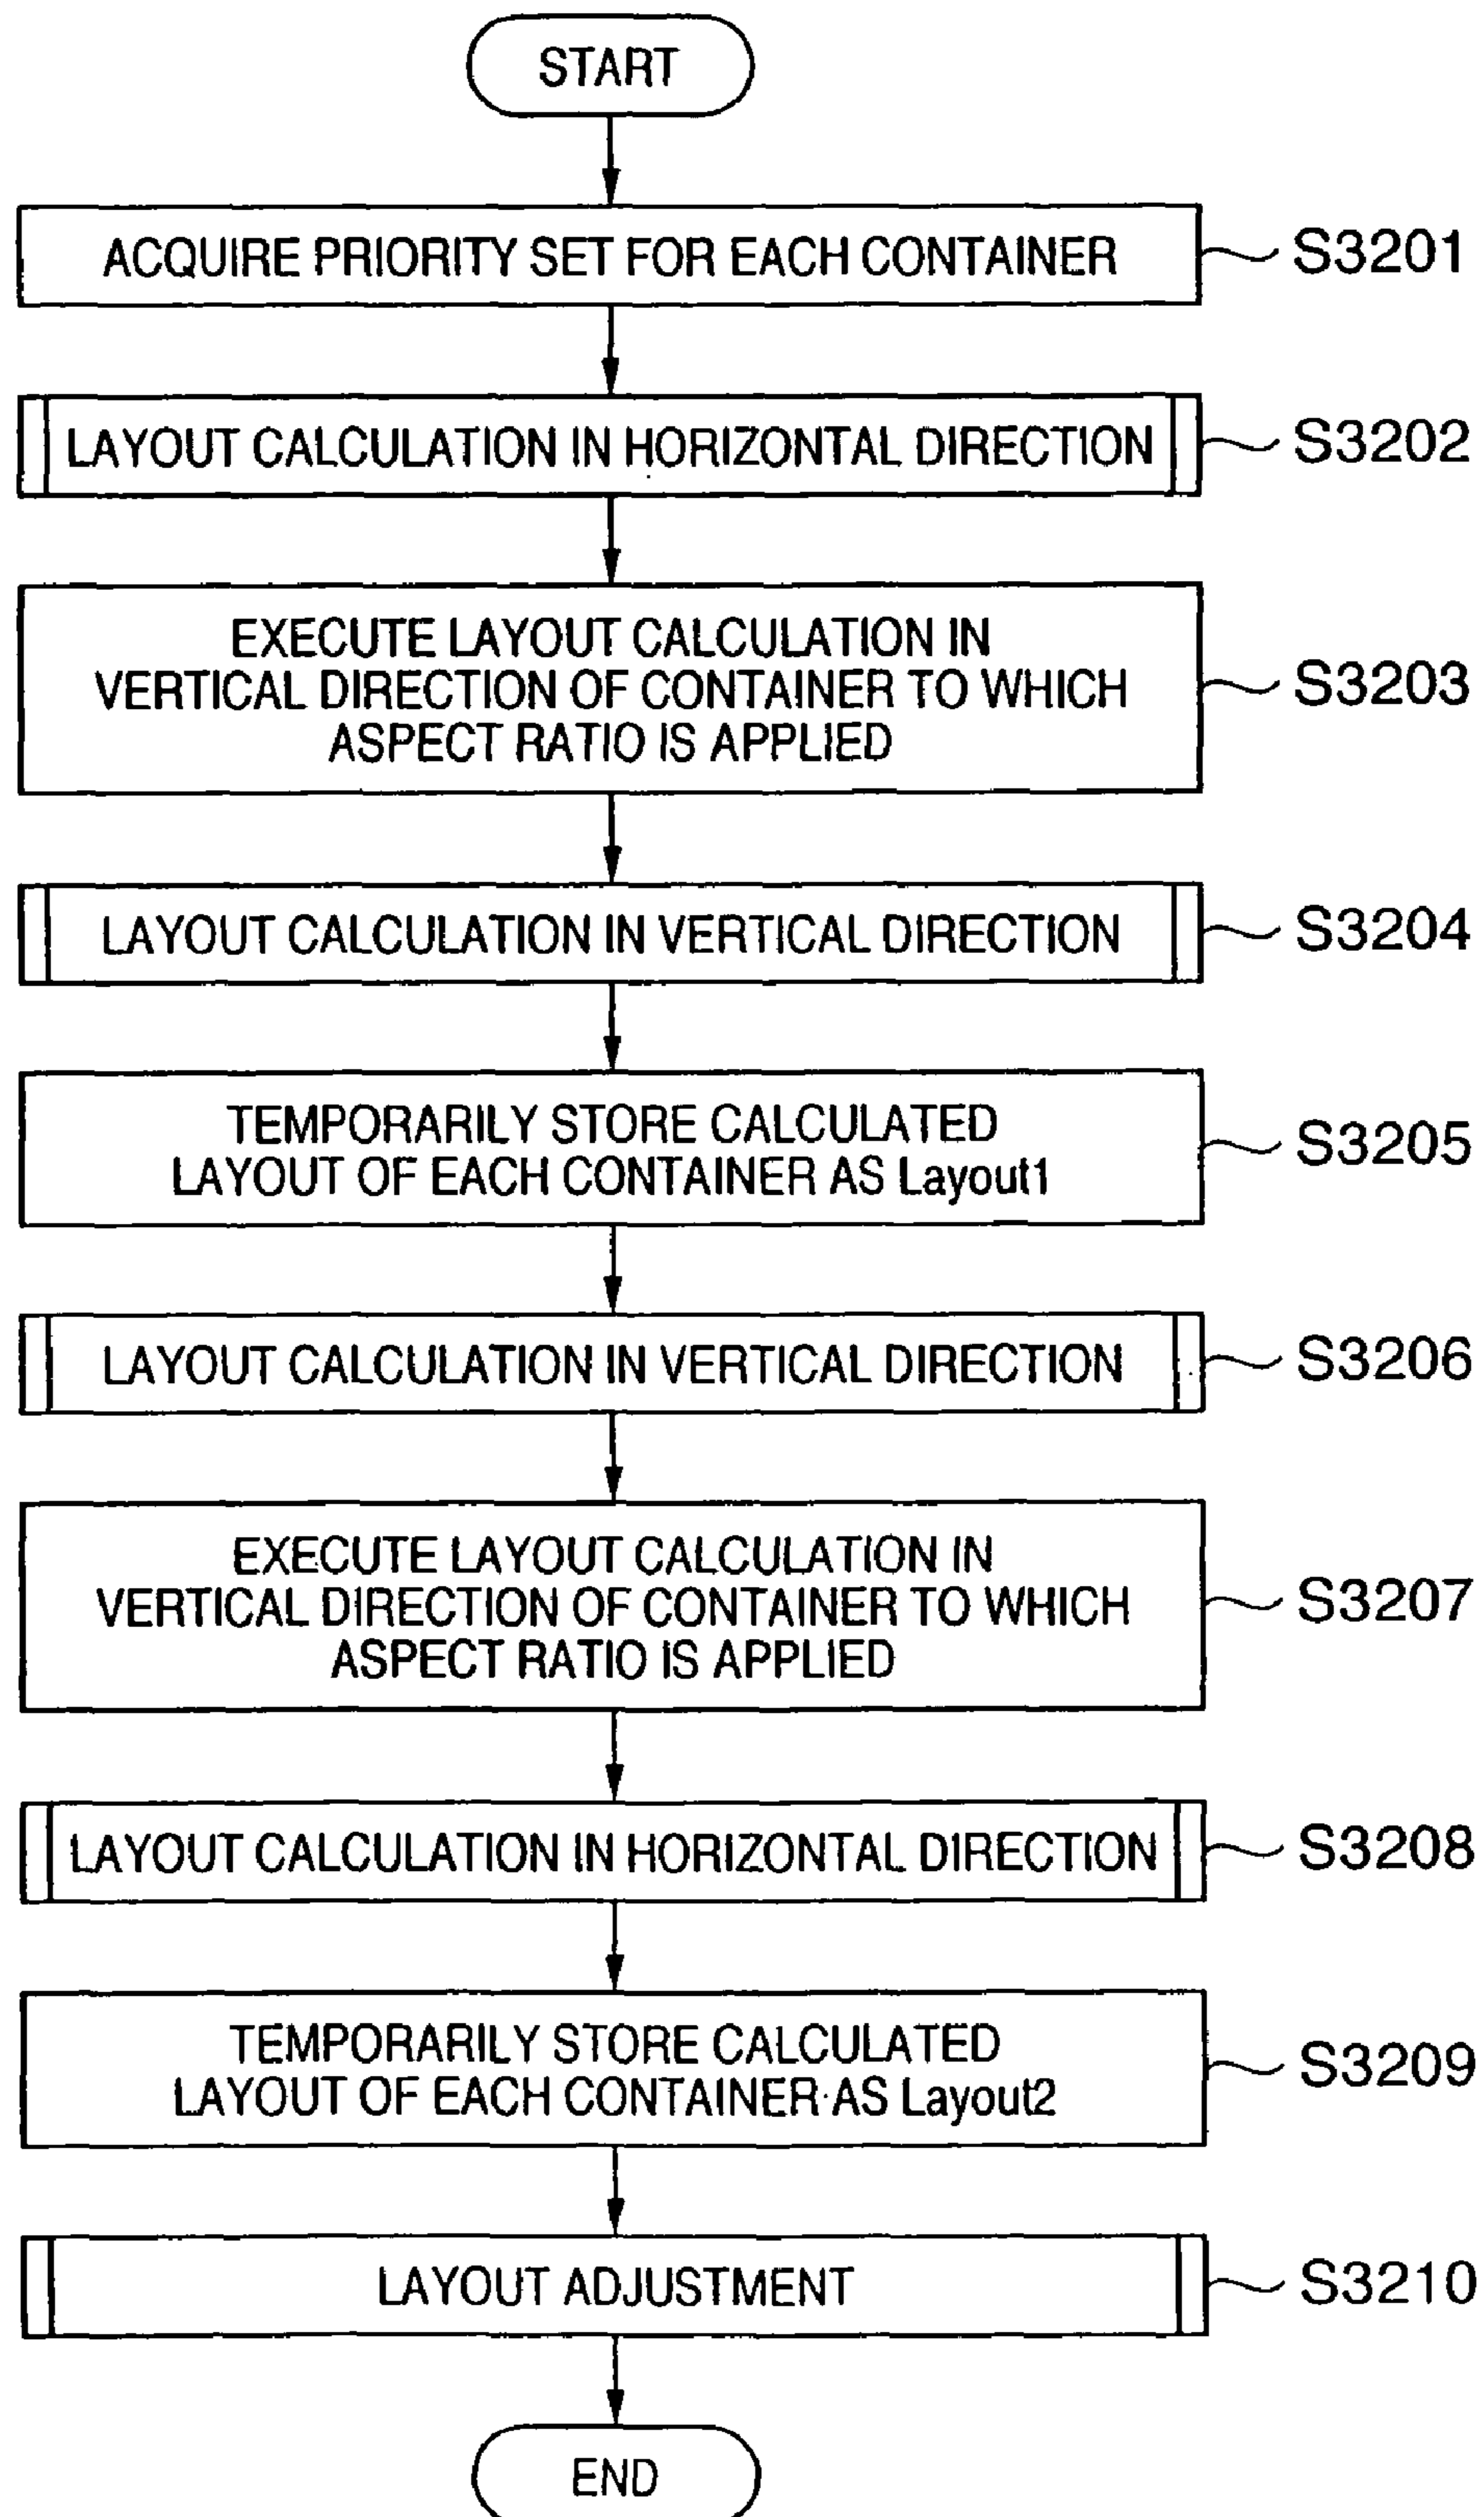 START
ACQUIRE PRIORITY SET FOR EACH CONTAINER
S3201
LAYOUT CALCULATION IN HORIZONTAL DIRECTION
S3202
EXECUTE LAYOUT CALCULATION IN
VERTICAL DIRECTION OF CONTAINER TO WHICH
ASPECT RATIO IS APPLIED
S3203
LAYOUT CALCULATION IN VERTICAL DIRECTION
S3204
TEMPORARILY STORE CALCULATED
LAYOUT OF EACH CONTAINER AS Layout1
S3205
LAYOUT CALCULATION IN VERTICAL DIRECTION
S3206
EXECUTE LAYOUT CALCULATION IN
VERTICAL DIRECTION OF CONTAINER TO WHICH
ASPECT RATIO IS APPLIED
S3207
LAYOUT CALCULATION IN HORIZONTAL DIRECTION
S3208
TEMPORARILY STORE CALCULATED
LAYOUT OF EACH CONTAINER AS Layout2
S3209
LAYOUT ADJUSTMENT
S3210
END